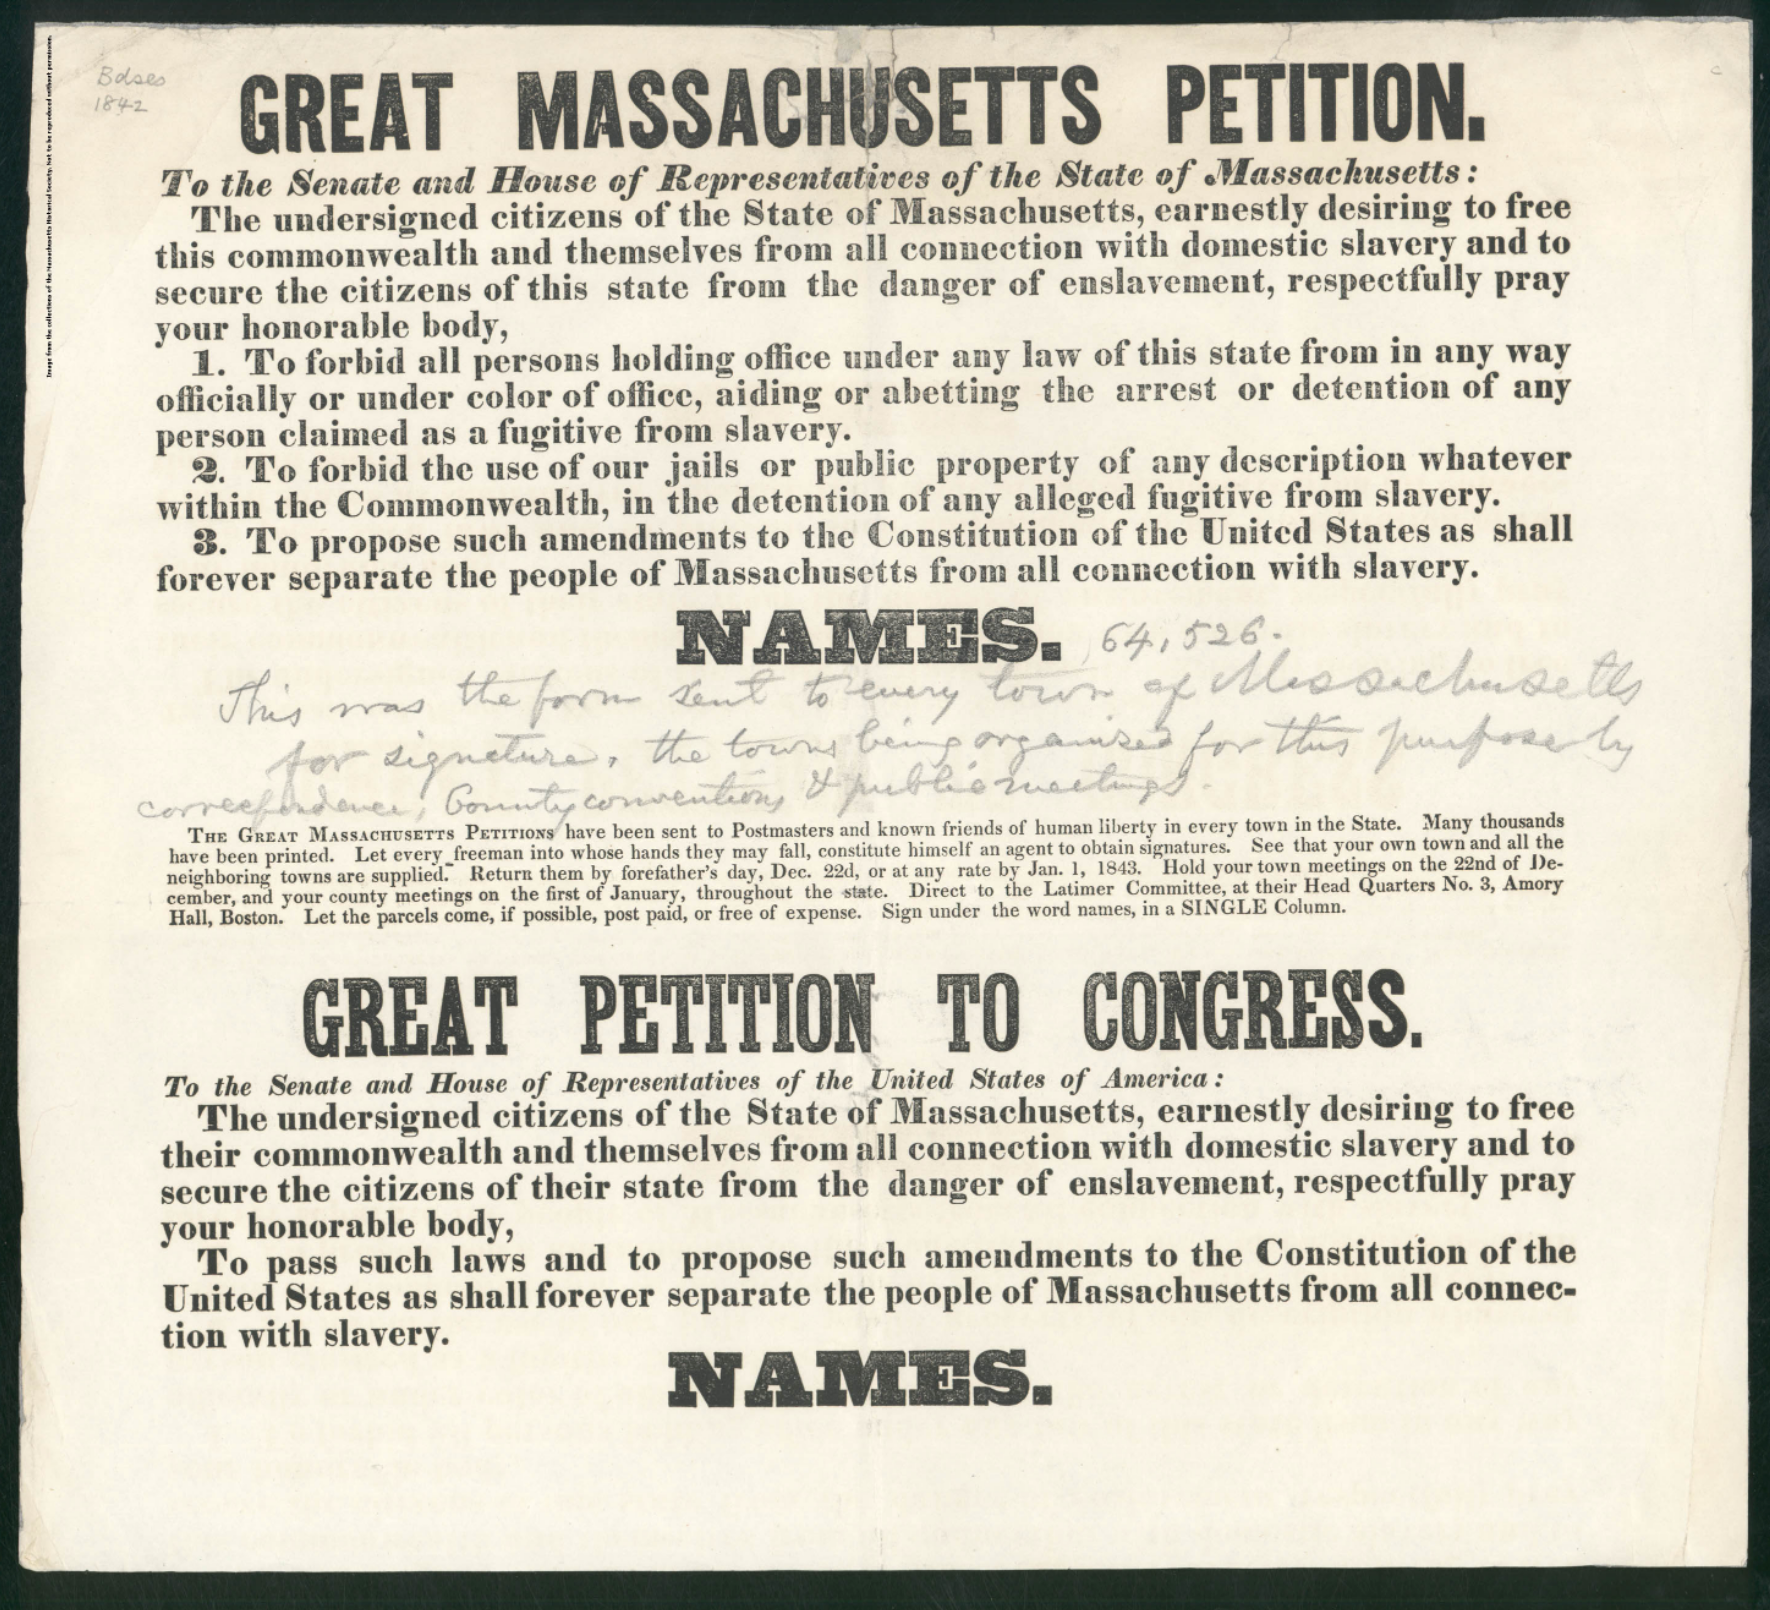 Image from the collections of the Massachusetts Historical Society. Not to be reproduced without permission.
Bdses
1842
GREAT MASSACHUSETTS PETITION.
To the Senate and House of Representatives of the State of Massachusetts:
The undersigned citizens of the State of Massachusetts, earnestly desiring to free
this commonwealth and themselves from all connection with domestic slavery and to
secure the citizens of this state from the danger of enslavement, respectfully pray
your honorable body,
1. To forbid all persons holding office under any law of this state from in any way
officially or under color of office, aiding or abetting the arrest or detention of any
person claimed as a fugitive from slavery.
2. To forbid the use of our jails or public property of any description whatever
within the Commonwealth, in the detention of any alleged fugitive from slavery.
3. To propose such amendments to the Constitution of the United States as shall
forever separate the people of Massachusetts from all connection with slavery.
NAMES. 64,526.
This was the form sent to every town of Massachusetts
for signature, the towns being organized for this purpose by
correspondence, County conventions & public meetings.
THE GREAT MASSACHUSETTS PETITIONS have been sent to Postmasters and known friends of human liberty in every town in the State. Many thousands
have been printed. Let every freeman into whose hands they may fall, constitute himself an agent to obtain signatures. See that your own town and all the
neighboring towns are supplied. Return them by forefather's day, Dec. 22d, or at any rate by Jan. 1, 1843. Hold your town meetings on the 22nd of De-
cember, and your county meetings on the first of January, throughout the state. Direct to the Latimer Committee, at their Head Quarters No. 3, Amory
Hall, Boston. Let the parcels come, if possible, post paid, or free of expense. Sign under the word names, in a SINGLE Column.
GREAT PETITION TO CONGRESS.
To the Senate and House of Representatives of the United States of America:
The undersigned citizens of the State of Massachusetts, earnestly desiring to free
their commonwealth and themselves from all connection with domestic slavery and to
secure the citizens of their state from the danger of enslavement, respectfully pray
your honorable body,
To pass such laws and to propose such amendments to the Constitution of the
United States as shall forever separate the people of Massachusetts from all connec-
tion with slavery.
NAMES.